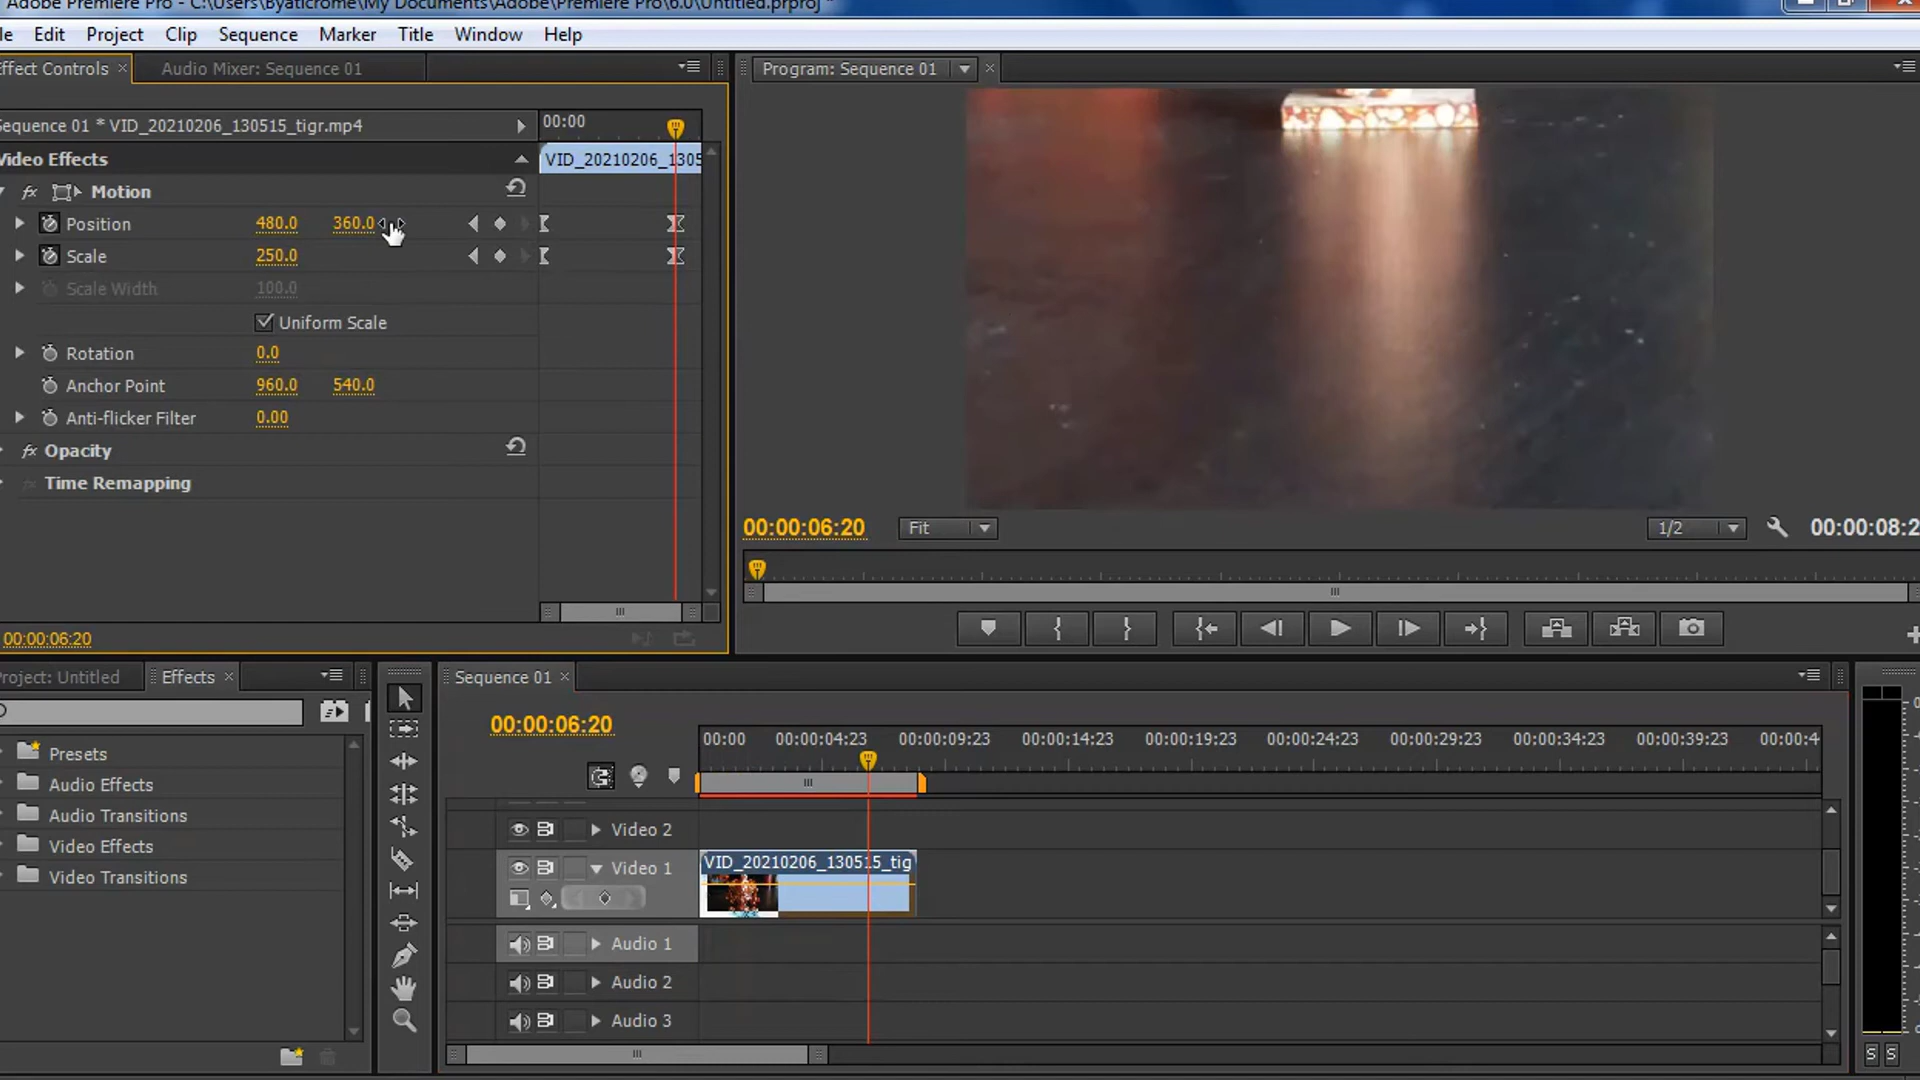 Adobe Premiere Pro - C:\Users\Byaticrome\My Documents\Adobe\Premiere Pro\6.0\Untitled.prproj *
le Edit Project Clip Sequence Marker Title Window Help
ffect Controls × Audio Mixer: Sequence 01
Program: Sequence 01 ×
Sequence 01 * VID_20210206_130515_tigr.mp4
00:00
Video Effects
VID_20210206_1305
fx Motion
Position 480.0 360.0
Scale 250.0
Scale Width 100.0
Uniform Scale
Rotation 0.0
Anchor Point 960.0 540.0
Anti-flicker Filter 0.00
fx Opacity
Time Remapping
00:00:06:20 Fit 1/2 00:00:08:2
00:00:06:20
roject: Untitled Effects ×
Presets
Audio Effects
Audio Transitions
Video Effects
Video Transitions
Sequence 01 ×
00:00:06:20
00:00 00:00:04:23 00:00:09:23 00:00:14:23 00:00:19:23 00:00:24:23 00:00:29:23 00:00:34:23 00:00:39:23 00:00:4
Video 2
Video 1
VID_20210206_130515_tig
Audio 1
Audio 2
Audio 3
S S